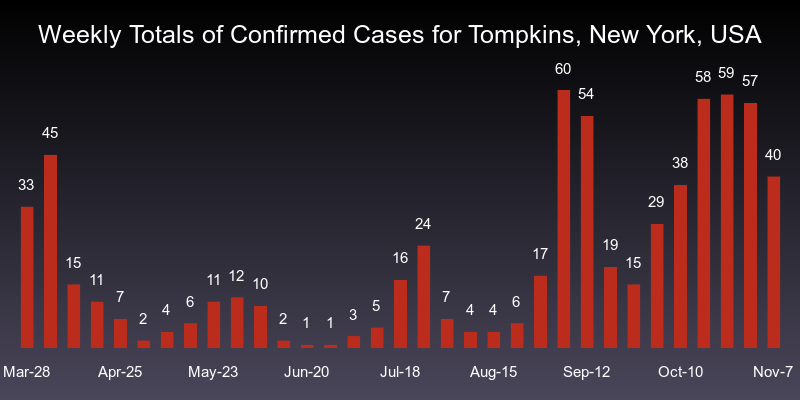 Weekly Totals of Confirmed Cases for Tompkins, New York, USA
33 45 15 11 7 2 4 6 11 12 10 2 1 1 3 5 16 24 7 4 4 6 17 60 54 19 15 29 38 58 59 57 40
Mar-28 Apr-25 May-23 Jun-20 Jul-18 Aug-15 Sep-12 Oct-10 Nov-7